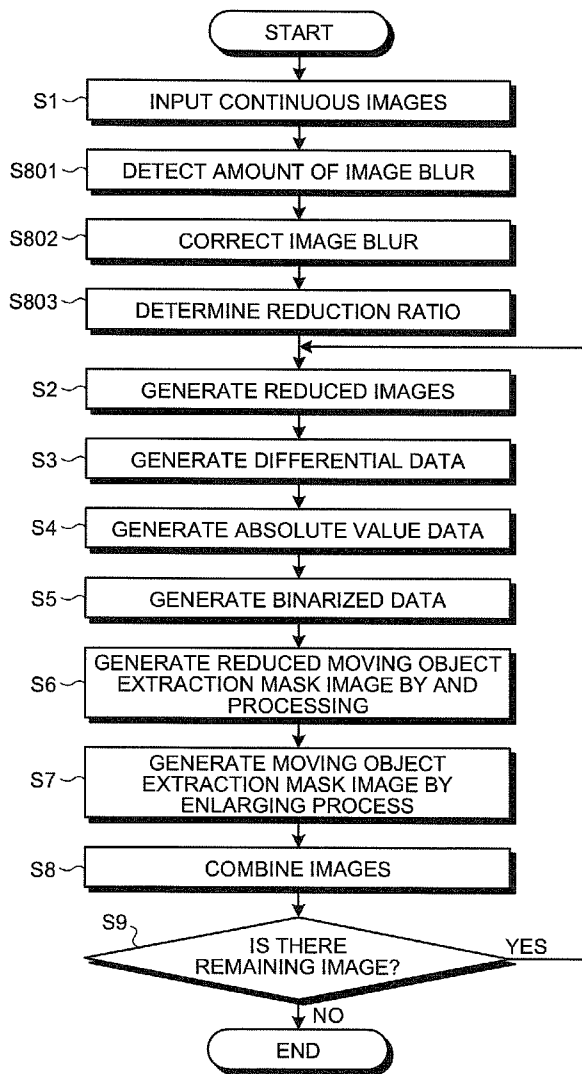 START
S1
INPUT CONTINUOUS IMAGES
S801
DETECT AMOUNT OF IMAGE BLUR
S802
CORRECT IMAGE BLUR
S803
DETERMINE REDUCTION RATIO
S2
GENERATE REDUCED IMAGES
S3
GENERATE DIFFERENTIAL DATA
S4
GENERATE ABSOLUTE VALUE DATA
S5
GENERATE BINARIZED DATA
S6
GENERATE REDUCED MOVING OBJECT
EXTRACTION MASK IMAGE BY AND
PROCESSING
S7
GENERATE MOVING OBJECT
EXTRACTION MASK IMAGE BY
ENLARGING PROCESS
S8
COMBINE IMAGES
S9
IS THERE
REMAINING IMAGE?
YES
NO
END